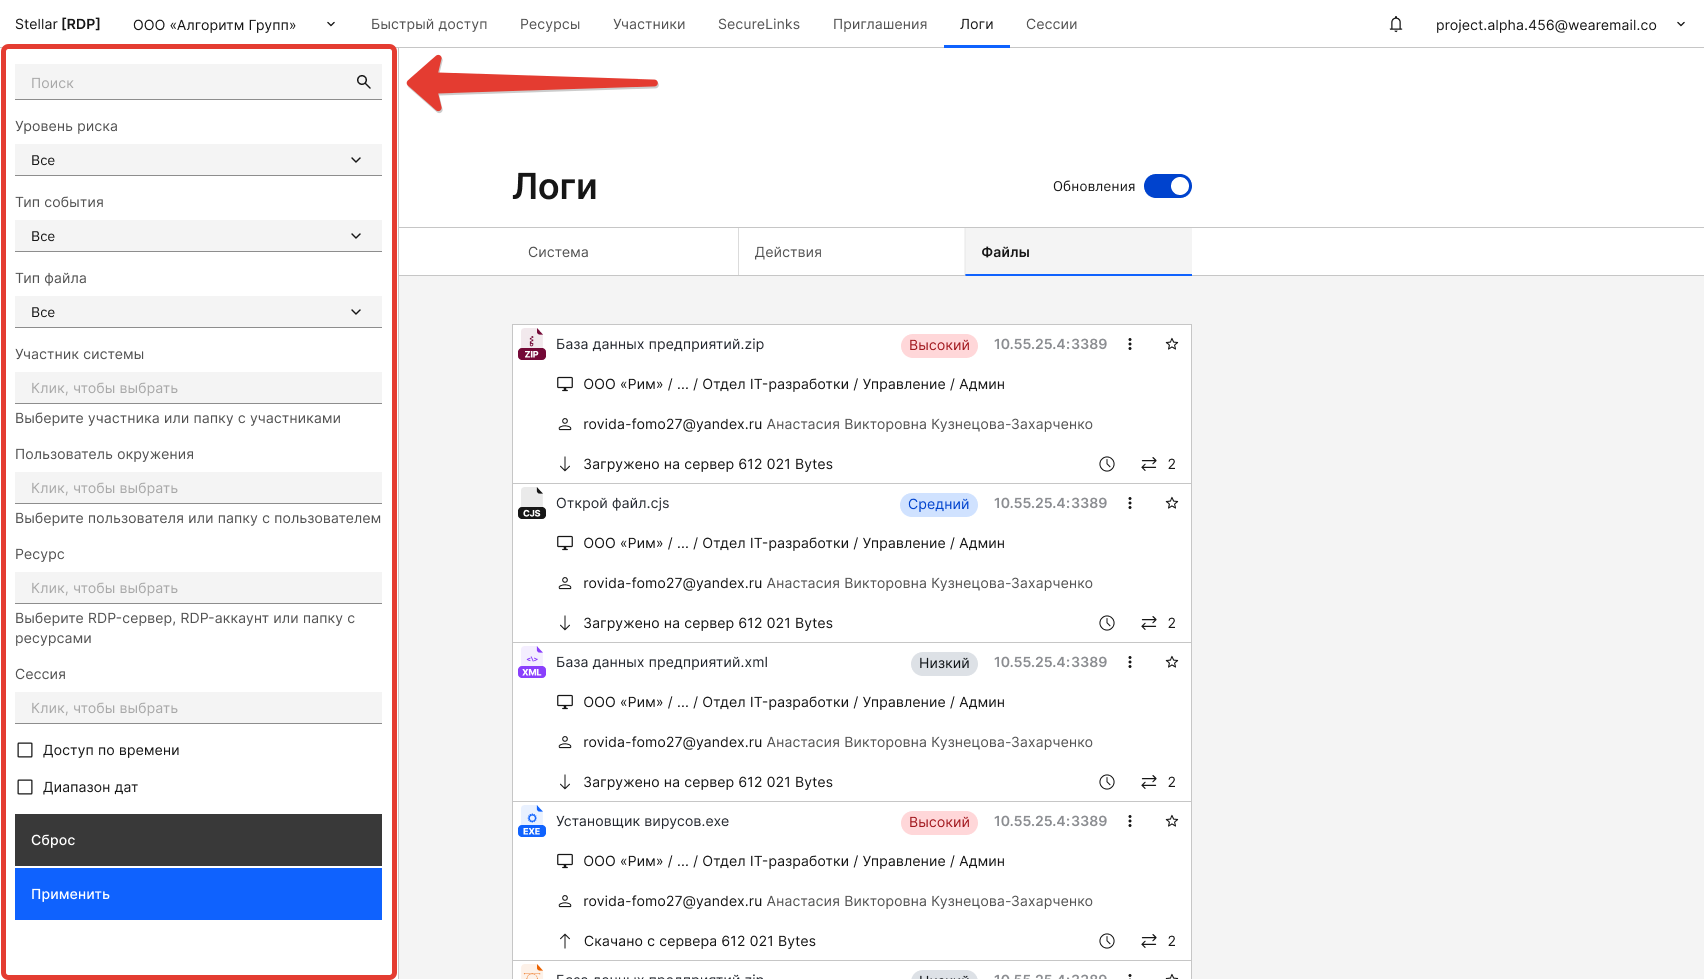 Stellar [RDP]
ООО «Алгоритм Групп»
Быстрый доступ
Ресурсы
Участники
SecureLinks
Приглашения
Логи
Сессии
project.alpha.456@wearemail.co
Поиск
Уровень риска
Все
Тип события
Все
Тип файла
Все
Участник системы
Клик, чтобы выбрать
Выберите участника или папку с участниками
Пользователь окружения
Клик, чтобы выбрать
Выберите пользователя или папку с пользователем
Ресурс
Клик, чтобы выбрать
Выберите RDP-сервер, RDP-аккаунт или папку с
ресурсами
Сессия
Клик, чтобы выбрать
Доступ по времени
Диапазон дат
Сброс
Применить
Логи
Обновления
Система
Действия
Файлы
ZIP
База данных предприятий.zip
Высокий
10.55.25.4:3389
ООО «Рим» / ... / Отдел IT-разработки / Управление / Админ
rovida-fomo27@yandex.ru Анастасия Викторовна Кузнецова-Захарченко
Загружено на сервер 612 021 Bytes
2
CJS
Открой файл.cjs
Средний
10.55.25.4:3389
ООО «Рим» / ... / Отдел IT-разработки / Управление / Админ
rovida-fomo27@yandex.ru Анастасия Викторовна Кузнецова-Захарченко
Загружено на сервер 612 021 Bytes
2
XML
База данных предприятий.xml
Низкий
10.55.25.4:3389
ООО «Рим» / ... / Отдел IT-разработки / Управление / Админ
rovida-fomo27@yandex.ru Анастасия Викторовна Кузнецова-Захарченко
Загружено на сервер 612 021 Bytes
2
EXE
Установщик вирусов.exe
Высокий
10.55.25.4:3389
ООО «Рим» / ... / Отдел IT-разработки / Управление / Админ
rovida-fomo27@yandex.ru Анастасия Викторовна Кузнецова-Захарченко
Скачано с сервера 612 021 Bytes
2
База данных предприятий.zip
Низкий
10.55.25.4:3389